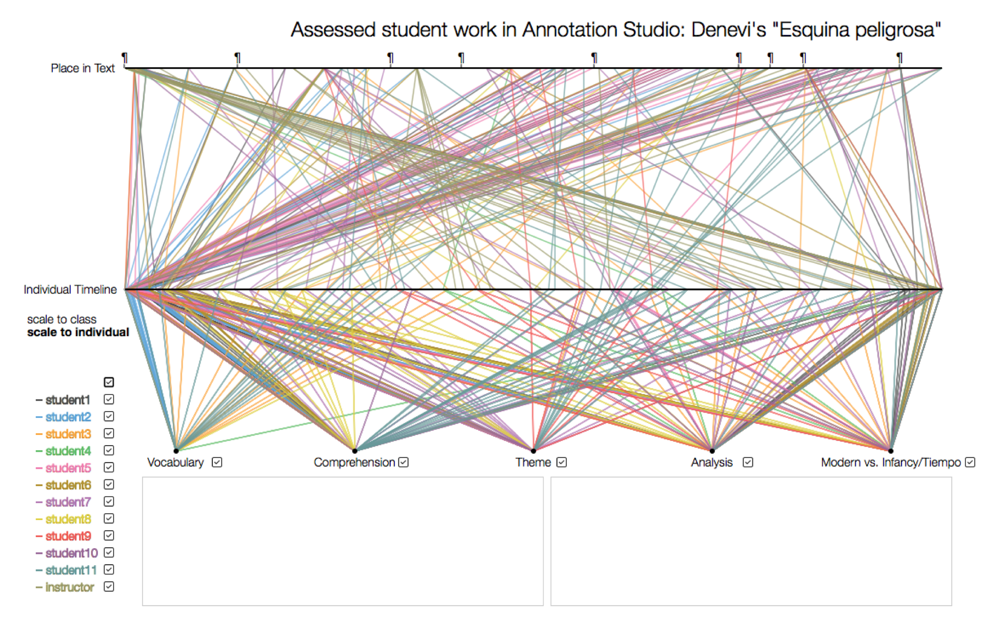 Assessed student work in Annotation Studio: Denevi's "Esquina peligrosa"
¶ ¶ ¶ ¶ ¶ ¶ ¶ ¶ ¶
Place in Text
Individual Timeline
scale to class
scale to individual
student1
student2
student3
student4
student5
student6
student7
student8
student9
student10
student11
instructor
Vocabulary
Comprehension
Theme
Analysis
Modern vs. Infancy/Tiempo